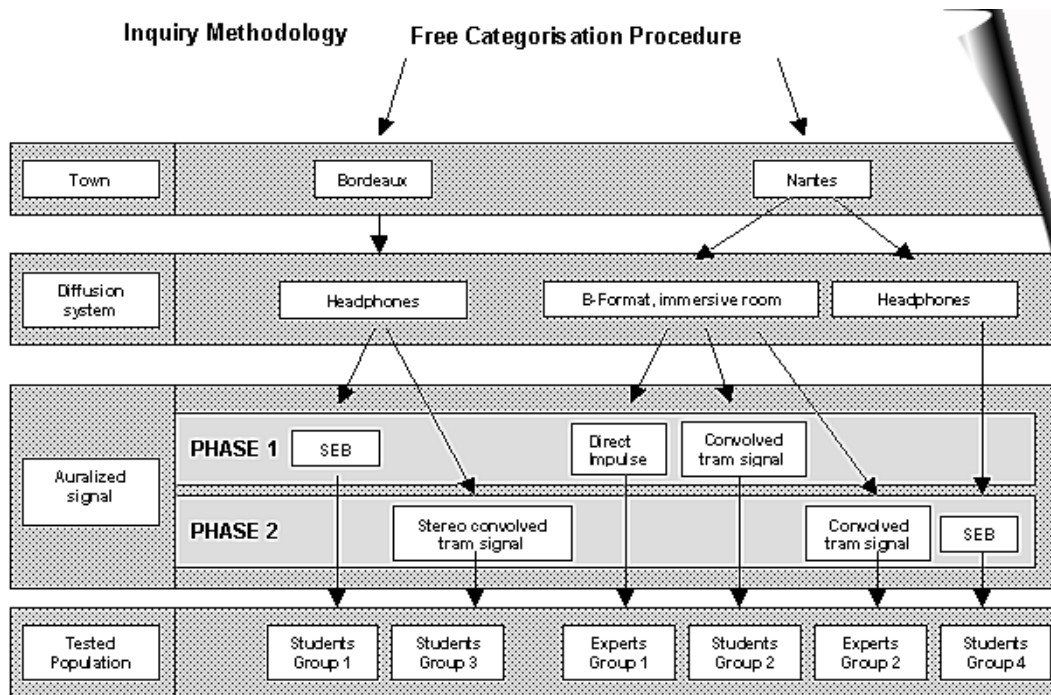 Inquiry Methodology
Free Categorisation Procedure
Town
Bordeaux
Nantes
Diffusion
system
Headphones
B-Format, immersive room
Headphones
Auralized
signal
PHASE 1
SEB
Direct
Impulse
Convolved
tram signal
PHASE 2
Stereo convolved
tram signal
Convolved
tram signal
SEB
Tested
Population
Students
Group 1
Students
Group 3
Experts
Group 1
Students
Group 2
Experts
Group 2
Students
Group 4